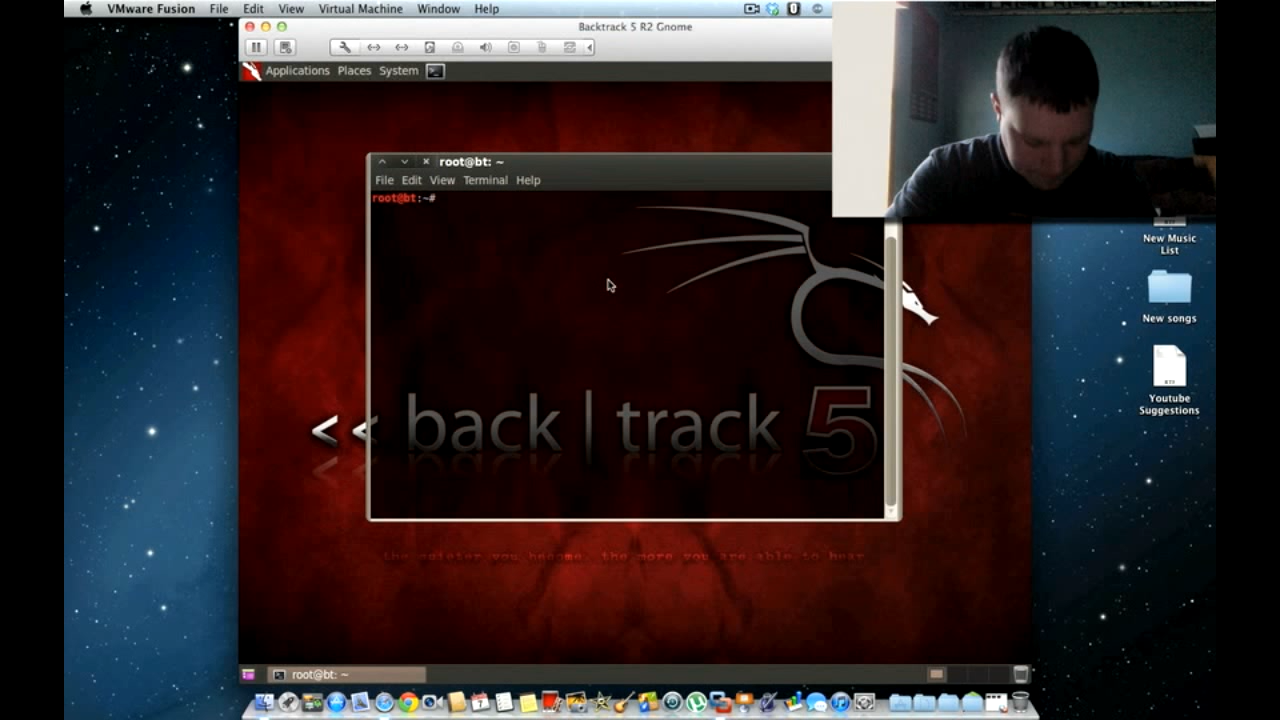 VMware Fusion File Edit View Virtual Machine Window Help
Backtrack 5 R2 Gnome
Applications Places System
root@bt: ~
File Edit View Terminal Help
root@bt:~#
New Music
List
New songs
Youtube
Suggestions
<< back | track 5
the quieter you become, the more you are able to hear
root@bt: ~